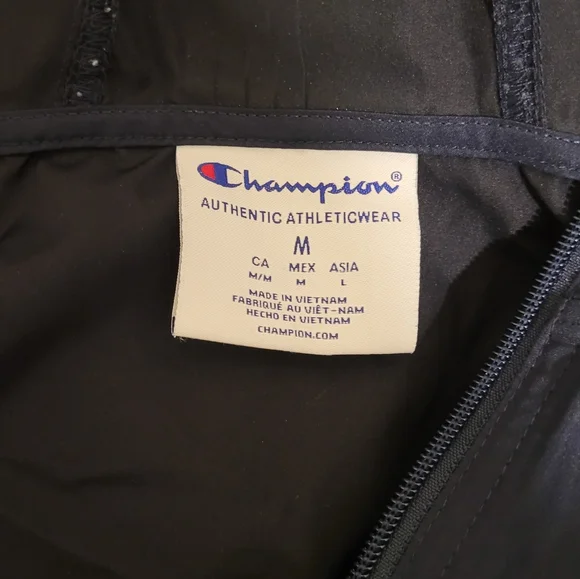 Champion®
AUTHENTIC ATHLETICWEAR
M
CA MEX ASIA
M/M M L
MADE IN VIETNAM
FABRIQUÉ AU VIÊT-NAM
HECHO EN VIETNAM
CHAMPION.COM